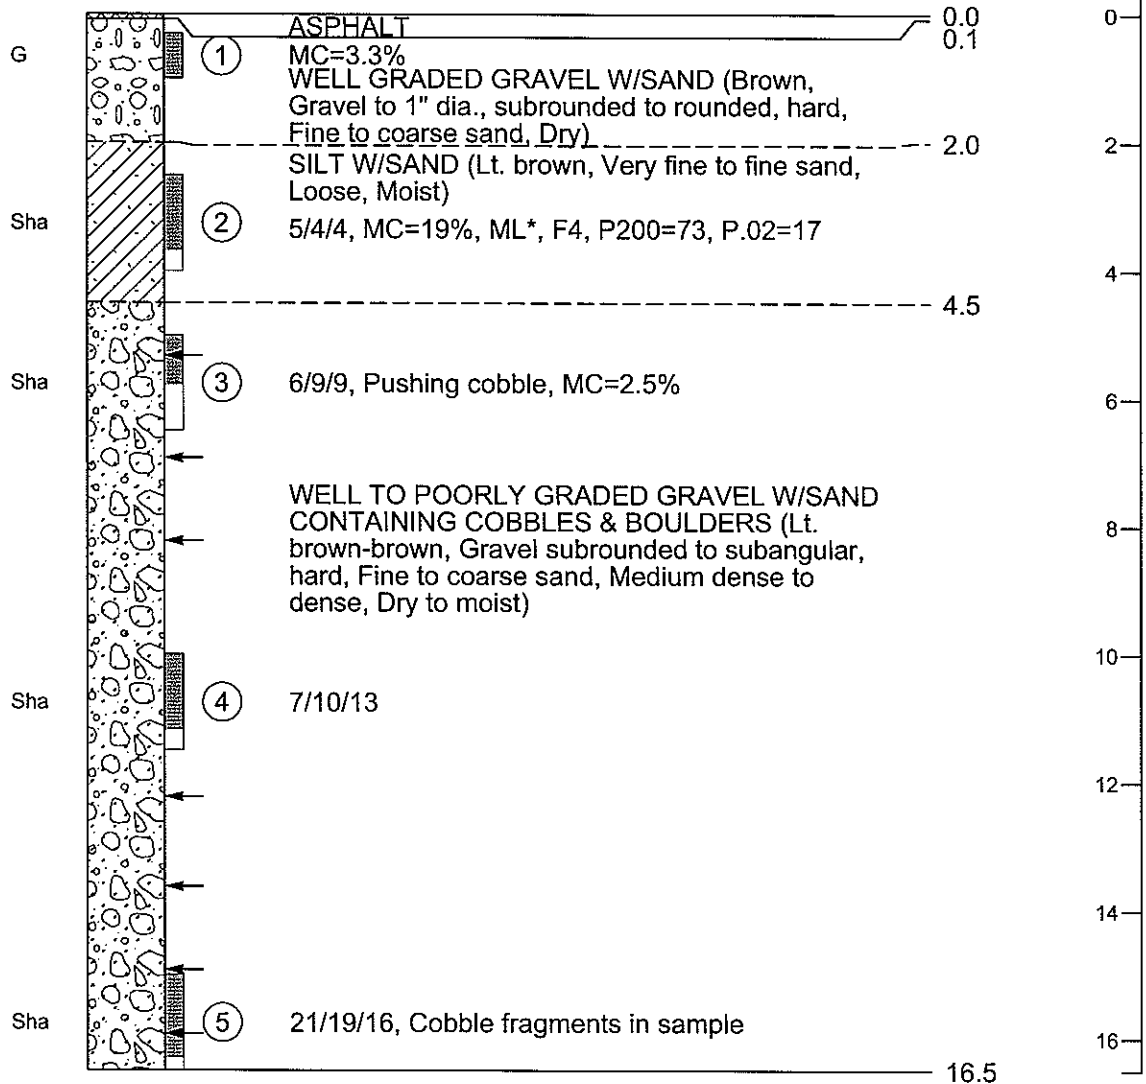 ASPHALT 0.0 0
0.1
G 1 MC=3.3%
WELL GRADED GRAVEL W/SAND (Brown,
Gravel to 1" dia., subrounded to rounded, hard,
Fine to coarse sand, Dry)
2.0 2
SILT W/SAND (Lt. brown, Very fine to fine sand,
Loose, Moist)
Sha 2 5/4/4, MC=19%, ML*, F4, P200=73, P.02=17
4
4.5
Sha 3 6/9/9, Pushing cobble, MC=2.5%
6
WELL TO POORLY GRADED GRAVEL W/SAND
CONTAINING COBBLES & BOULDERS (Lt.
8
brown-brown, Gravel subrounded to subangular,
hard, Fine to coarse sand, Medium dense to
dense, Dry to moist)
10
Sha 4 7/10/13
12
14
Sha 5 21/19/16, Cobble fragments in sample
16
16.5